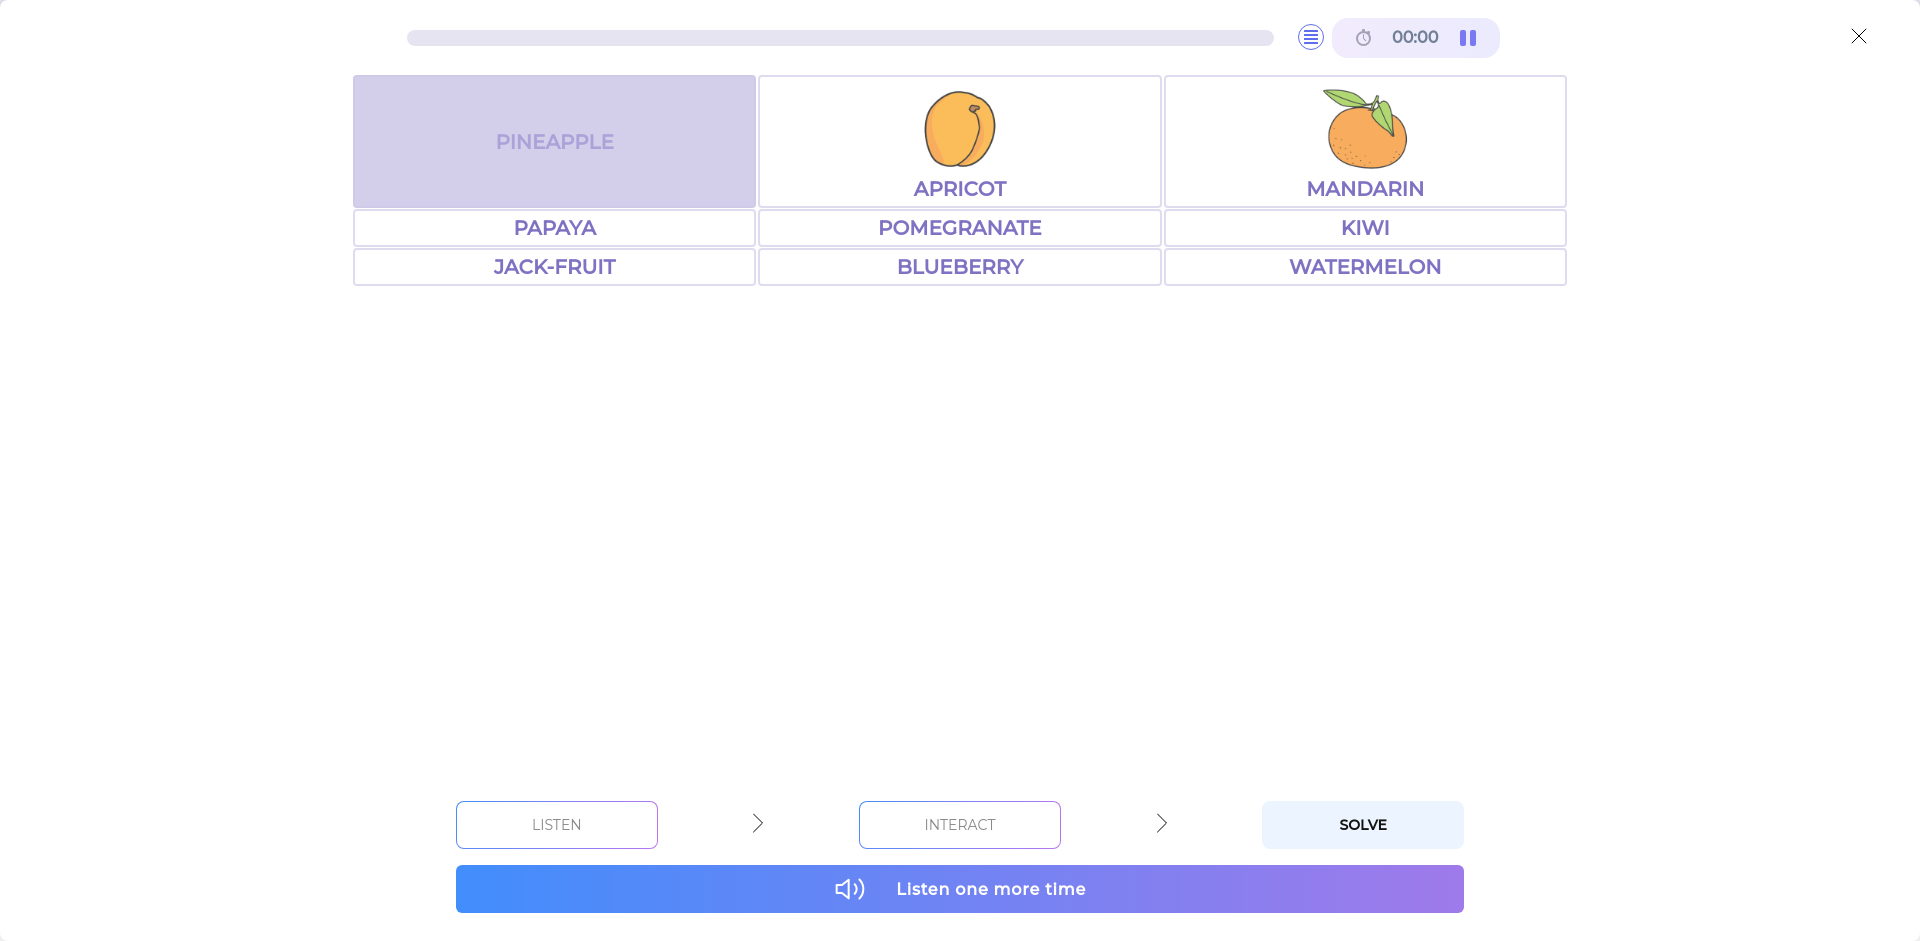 00:00
PINEAPPLE
APRICOT
MANDARIN
PAPAYA
POMEGRANATE
KIWI
JACK-FRUIT
BLUEBERRY
WATERMELON
LISTEN
INTERACT
SOLVE
Listen one more time